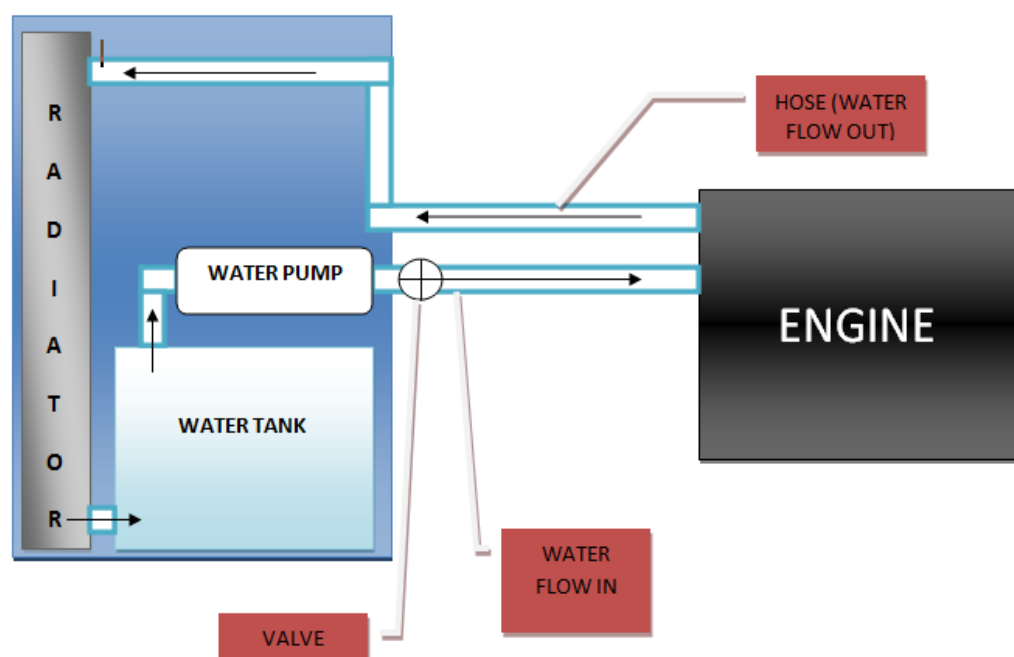 HOSE (WATER
FLOW OUT)
R
A
D
I
A
T
O
R
WATER PUMP
ENGINE
WATER TANK
WATER
FLOW IN
VALVE